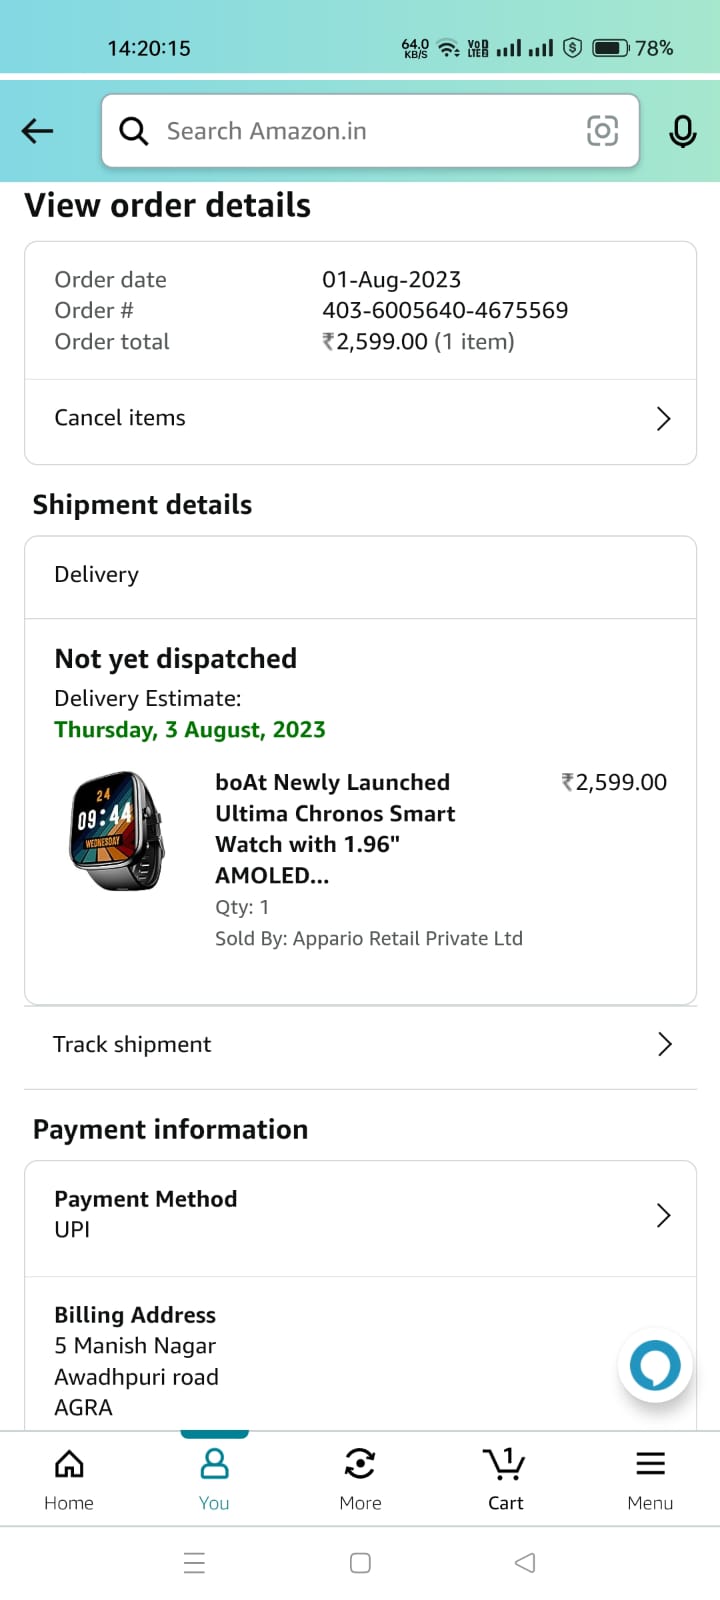 14:20:15
64.0 KB/S
VoD LTE
78%
Search Amazon.in
View order details
Order date 01-Aug-2023
Order # 403-6005640-4675569
Order total ₹2,599.00 (1 item)
Cancel items
Shipment details
Delivery
Not yet dispatched
Delivery Estimate:
Thursday, 3 August, 2023
24
09:44
WEDNESDAY
boAt Newly Launched ₹2,599.00
Ultima Chronos Smart
Watch with 1.96"
AMOLED...
Qty: 1
Sold By: Appario Retail Private Ltd
Track shipment
Payment information
Payment Method
UPI
Billing Address
5 Manish Nagar
Awadhpuri road
AGRA
1
Home You More Cart Menu